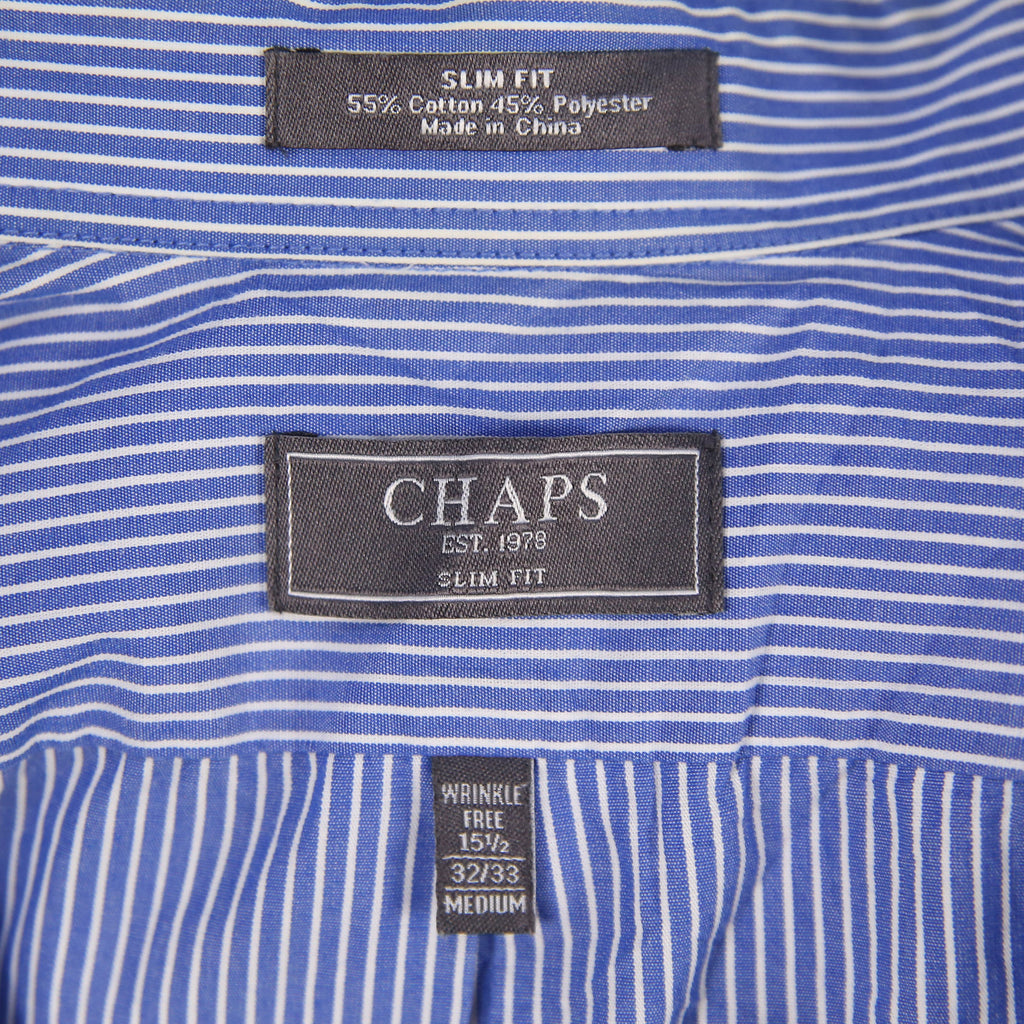 SLIM FIT
55% Cotton 45% Polyester
Made in China
CHAPS
EST. 1978
SLIM FIT
WRINKLE
FREE
15½
32/33
MEDIUM